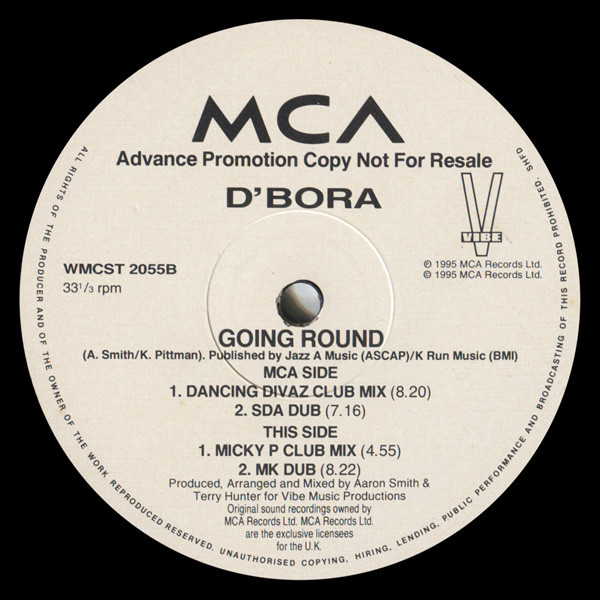 MCA
Advance Promotion Copy Not For Resale
D'BORA
V
VIBE
WMCST 2055B
33 1/3 rpm
℗ 1995 MCA Records Ltd.
© 1995 MCA Records Ltd.
GOING ROUND
(A. Smith/K. Pittman). Published by Jazz A Music (ASCAP)/K Run Music (BMI)
MCA SIDE
1. DANCING DIVAZ CLUB MIX (8.20)
2. SDA DUB (7.16)
THIS SIDE
1. MICKY P CLUB MIX (4.55)
2. MK DUB (8.22)
Produced, Arranged and Mixed by Aaron Smith &
Terry Hunter for Vibe Music Productions
Original sound recordings owned by
MCA Records Ltd. MCA Records Ltd.
are the exclusive licensees
for the U.K.
ALL RIGHTS OF THE PRODUCER AND OF THE OWNER OF THE WORK REPRODUCED RESERVED. UNAUTHORISED COPYING, HIRING, LENDING, PUBLIC PERFORMANCE AND BROADCASTING OF THIS RECORD PROHIBITED. SHFD